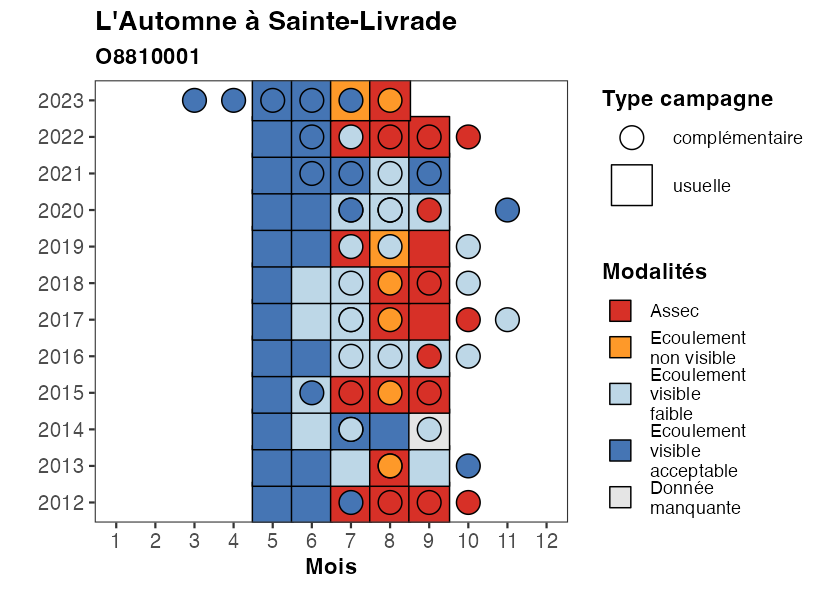 L'Automne à Sainte-Livrade
O8810001
2023
2022
2021
2020
2019
2018
2017
2016
2015
2014
2013
2012
1 2 3 4 5 6 7 8 9 10 11 12
Mois
Type campagne
complémentaire
usuelle
Modalités
Assec
Ecoulement
non visible
Ecoulement
visible
faible
Ecoulement
visible
acceptable
Donnée
manquante